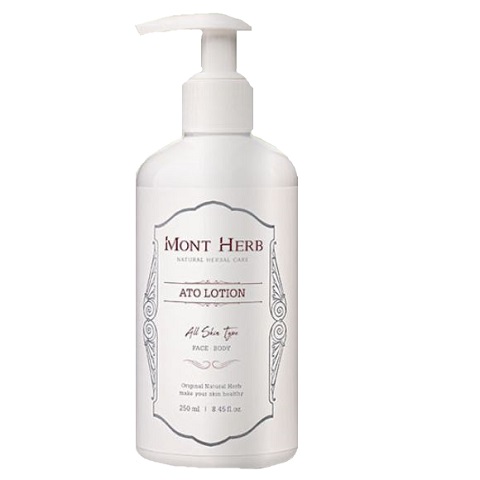 MONT HERB
NATURAL HERBAL CARE
ATO LOTION
All Skin Type
FACE · BODY
Original Natural Herb
make your skin healthy
250 ml | 8.45 fl.oz